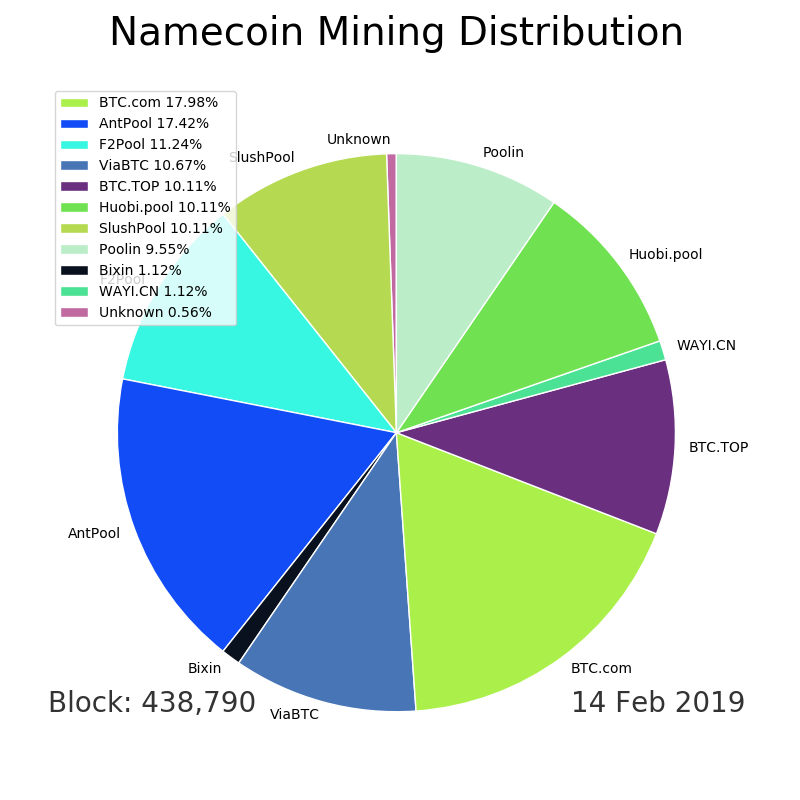 Namecoin Mining Distribution
BTC.com 17.98%
AntPool 17.42%
F2Pool 11.24%
ViaBTC 10.67%
BTC.TOP 10.11%
Huobi.pool 10.11%
SlushPool 10.11%
Poolin 9.55%
Bixin 1.12%
WAYI.CN 1.12%
Unknown 0.56%
Unknown
Poolin
SlushPool
Huobi.pool
F2Pool
WAYI.CN
BTC.TOP
AntPool
Bixin
BTC.com
ViaBTC
Block: 438,790
14 Feb 2019